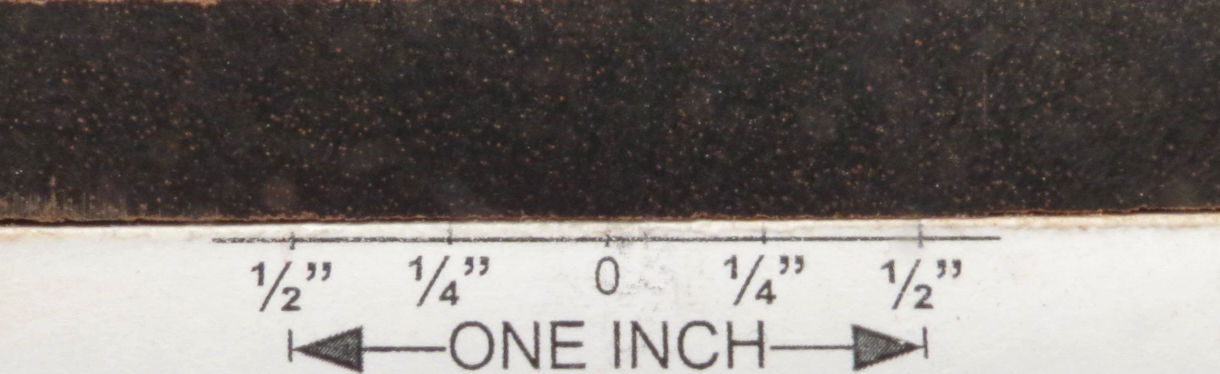 1/2” 1/4” 0 1/4” 1/2”
ONE INCH